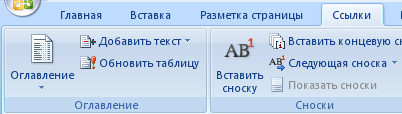 Главная Вставка Разметка страницы Ссылки
Оглавление
Добавить текст
Обновить таблицу
Оглавление
AB¹
Вставить сноску
Вставить концевую
AB Следующая сноска
Показать сноски
Сноски